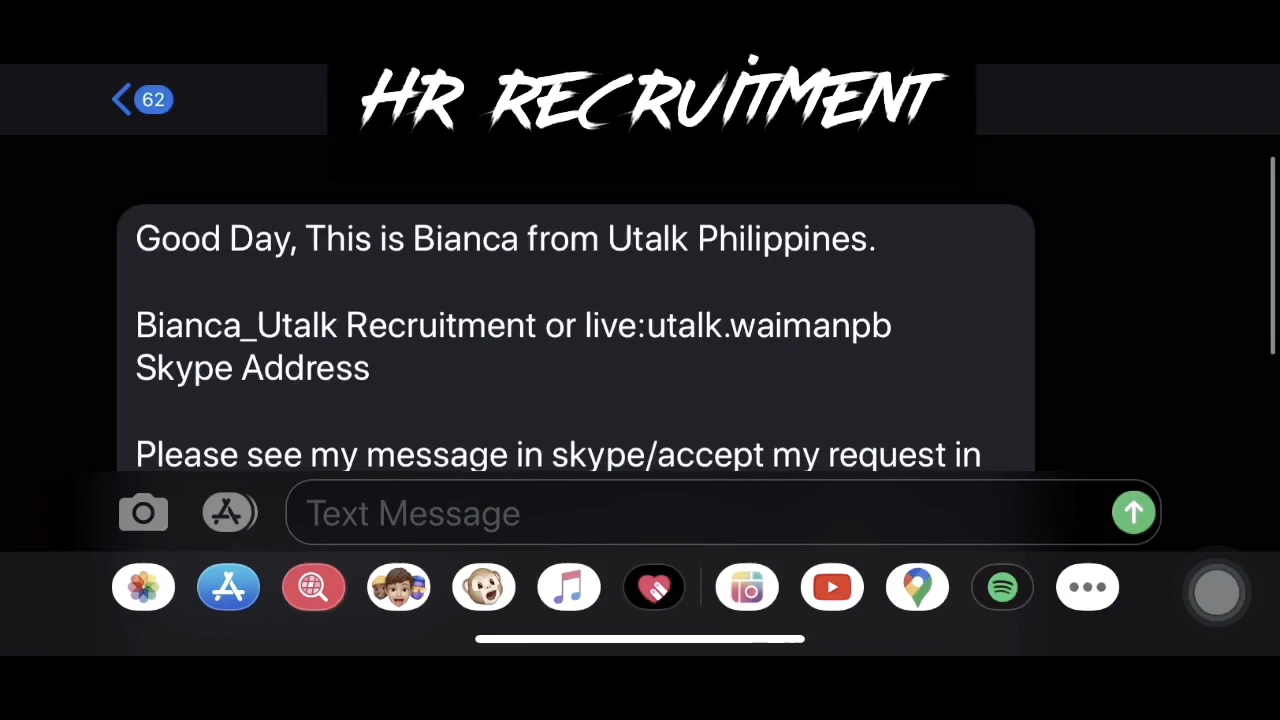 HR RECRUITMENT
62
Good Day, This is Bianca from Utalk Philippines.
Bianca_Utalk Recruitment or live:utalk.waimanpb
Skype Address
Please see my message in skype/accept my request in
Text Message